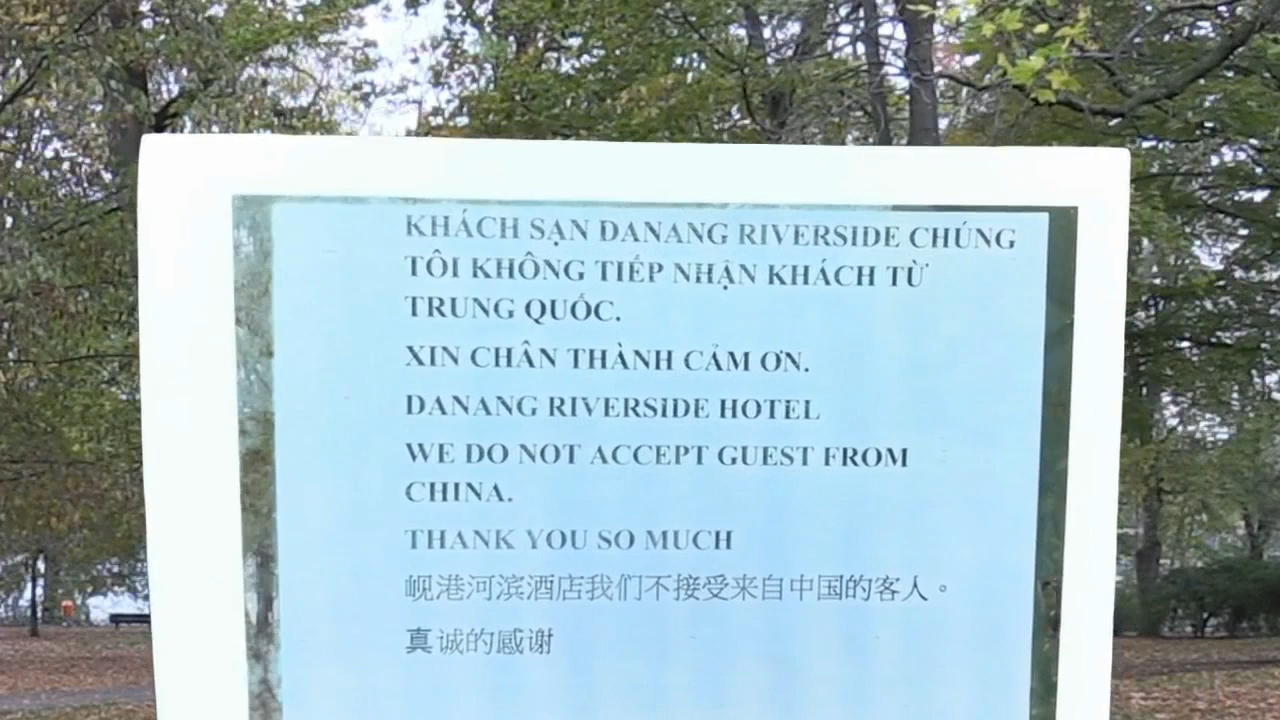 KHÁCH SẠN DANANG RIVERSIDE CHÚNG
TÔI KHÔNG TIẾP NHẬN KHÁCH TỪ
TRUNG QUỐC.
XIN CHÂN THÀNH CẢM ƠN.
DANANG RIVERSIDE HOTEL
WE DO NOT ACCEPT GUEST FROM
CHINA.
THANK YOU SO MUCH
岘港河滨酒店我们不接受来自中国的客人。
真诚的感谢